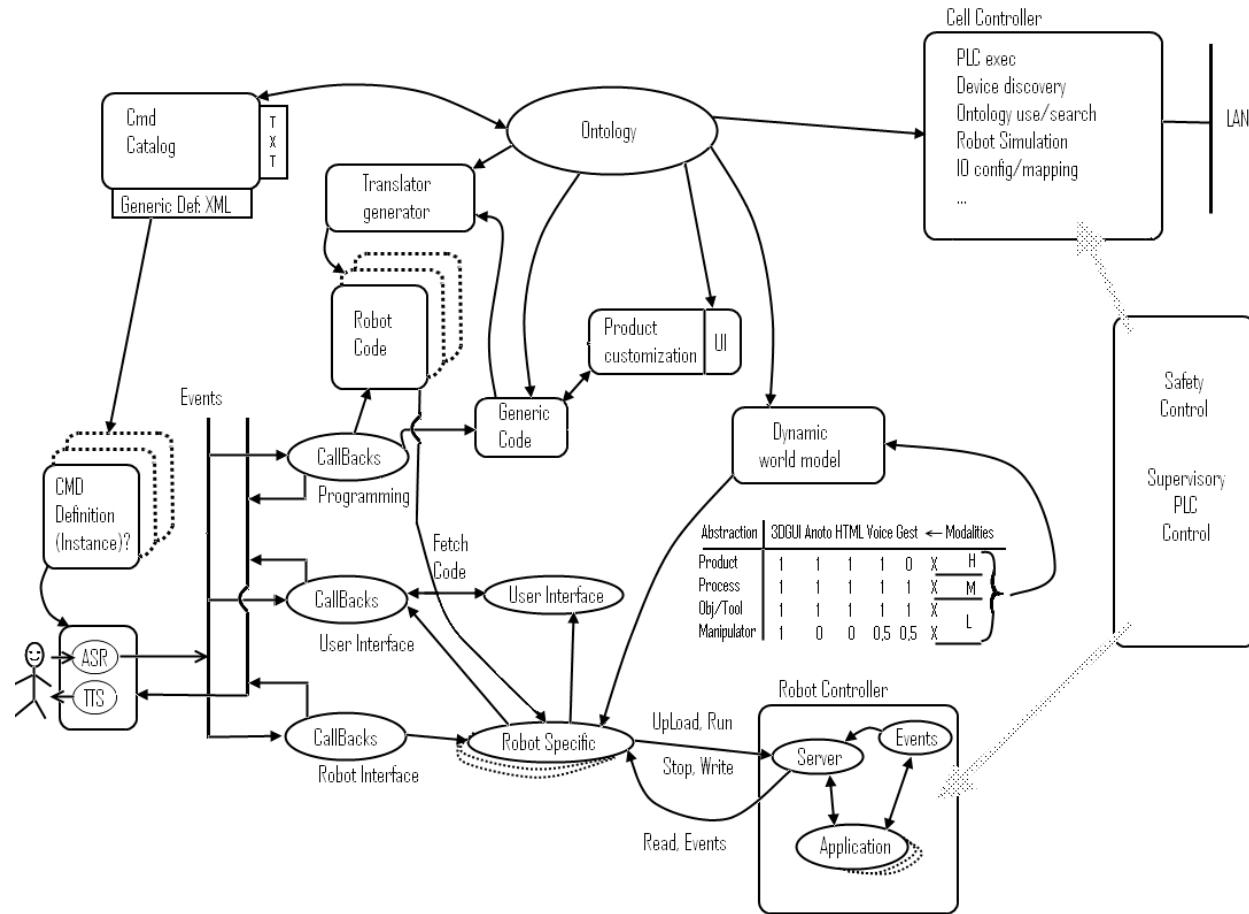 Cell Controller
PLC exec
Device discovery
Ontology use/search
Robot Simulation
IO config/mapping
...
LAN
Cmd
Catalog
T
X
T
Generic Def: XML
Ontology
Translator
generator
Robot
Code
Product
customization
UI
Generic
Code
Dynamic
world model
Safety
Control
Supervisory
PLC
Control
Events
CMD
Definition
(Instance)?
CallBacks
Programming
Fetch
Code
CallBacks
User Interface
User Interface
ASR
TTS
CallBacks
Robot Interface
Robot Specific
Abstraction 3DGUI Anoto HTML Voice Gest ← Modalities
Product 1 1 1 1 0 X H
Process 1 1 1 1 1 X M
Obj/Tool 1 1 1 1 1 X
L
Manipulator 1 0 0 0,5 0,5 X
UpLoad, Run
Stop, Write
Read, Events
Robot Controller
Server
Events
Application